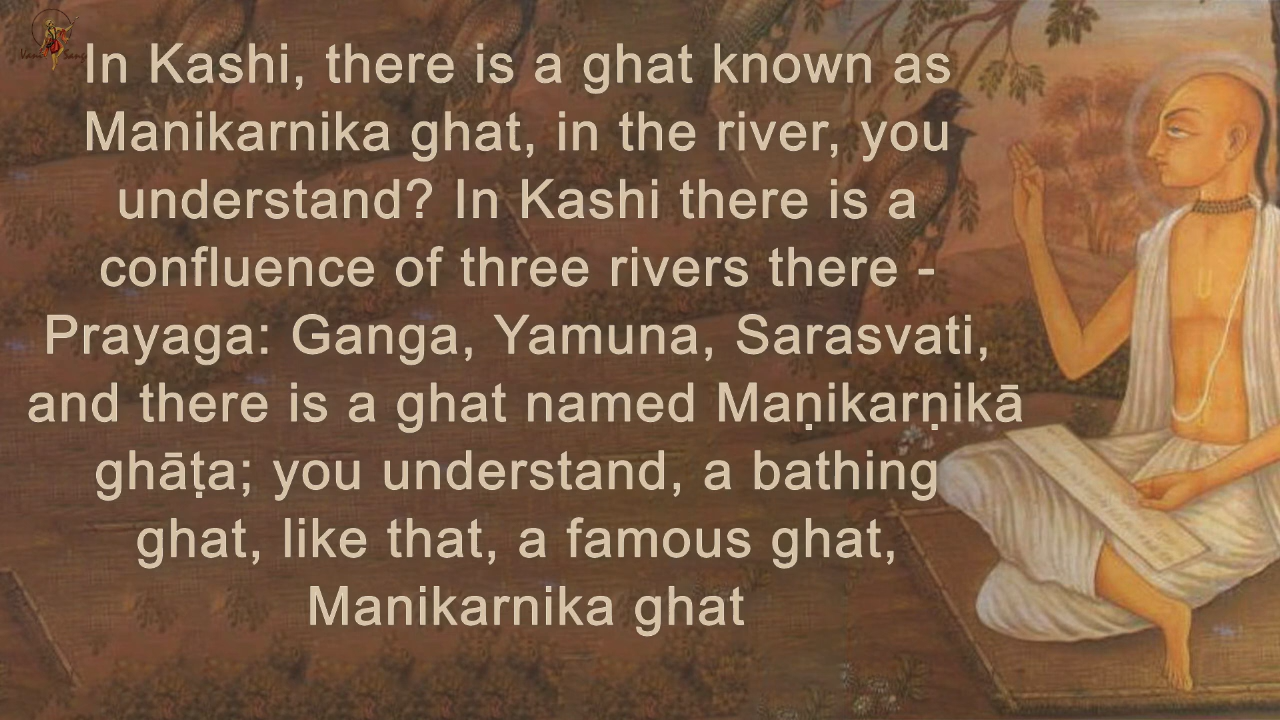 In Kashi, there is a ghat known as
Manikarnika ghat, in the river, you
understand? In Kashi there is a
confluence of three rivers there -
Prayaga: Ganga, Yamuna, Sarasvati,
and there is a ghat named Maṇikarṇikā
ghāṭa; you understand, a bathing
ghat, like that, a famous ghat,
Manikarnika ghat